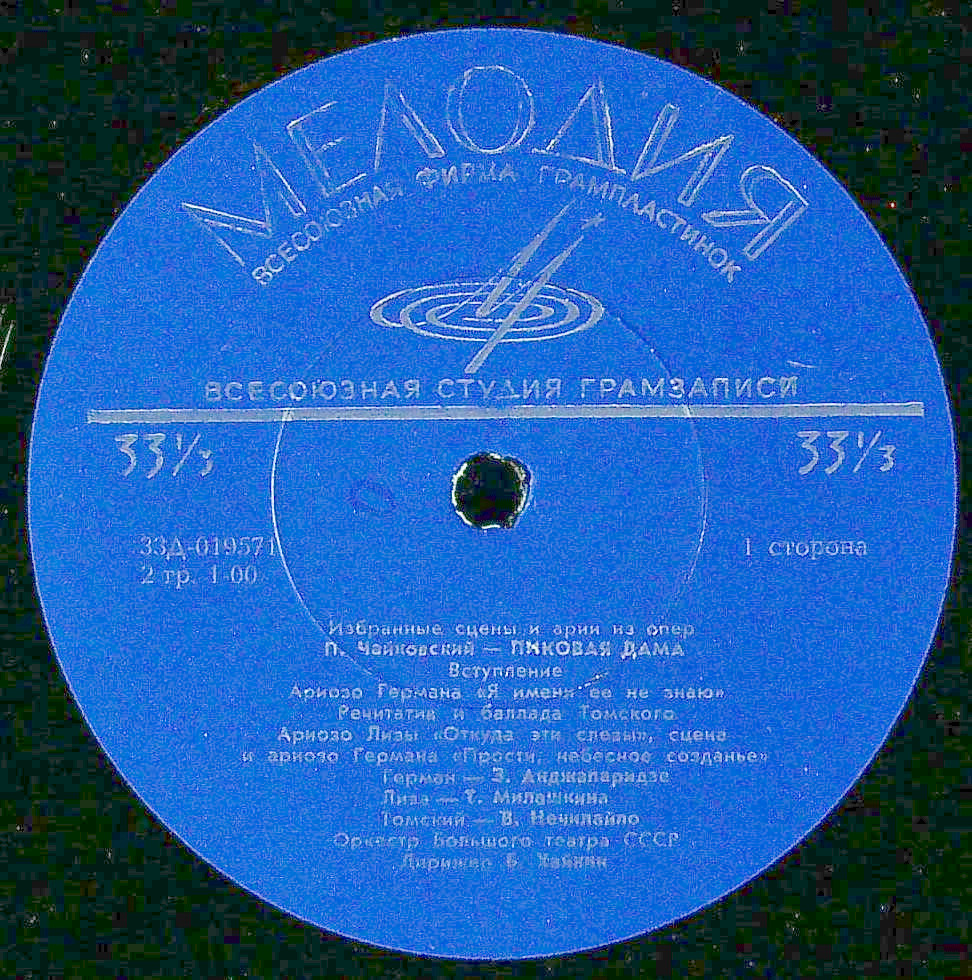 МЕЛОДИЯ
ВСЕСОЮЗНАЯ ФИРМА ГРАМПЛАСТИНОК
ВСЕСОЮЗНАЯ СТУДИЯ ГРАМЗАПИСИ
33⅓ 33⅓
33Д-019571 1 сторона
2 гр. 1-00
Избранные сцены и арии из опер
П. Чайковский — ПИКОВАЯ ДАМА
Вступление
Ариозо Германа «Я имени ее не знаю»
Речитатив и баллада Томского
Ариозо Лизы «Откуда эти слезы», сцена
и ариозо Германа «Прости, небесное созданье»
Герман — З. Анджапаридзе
Лиза — Т. Милашкина
Томский — В. Нечипайло
Оркестр Большого театра СССР
Дирижер Б. Хайкин